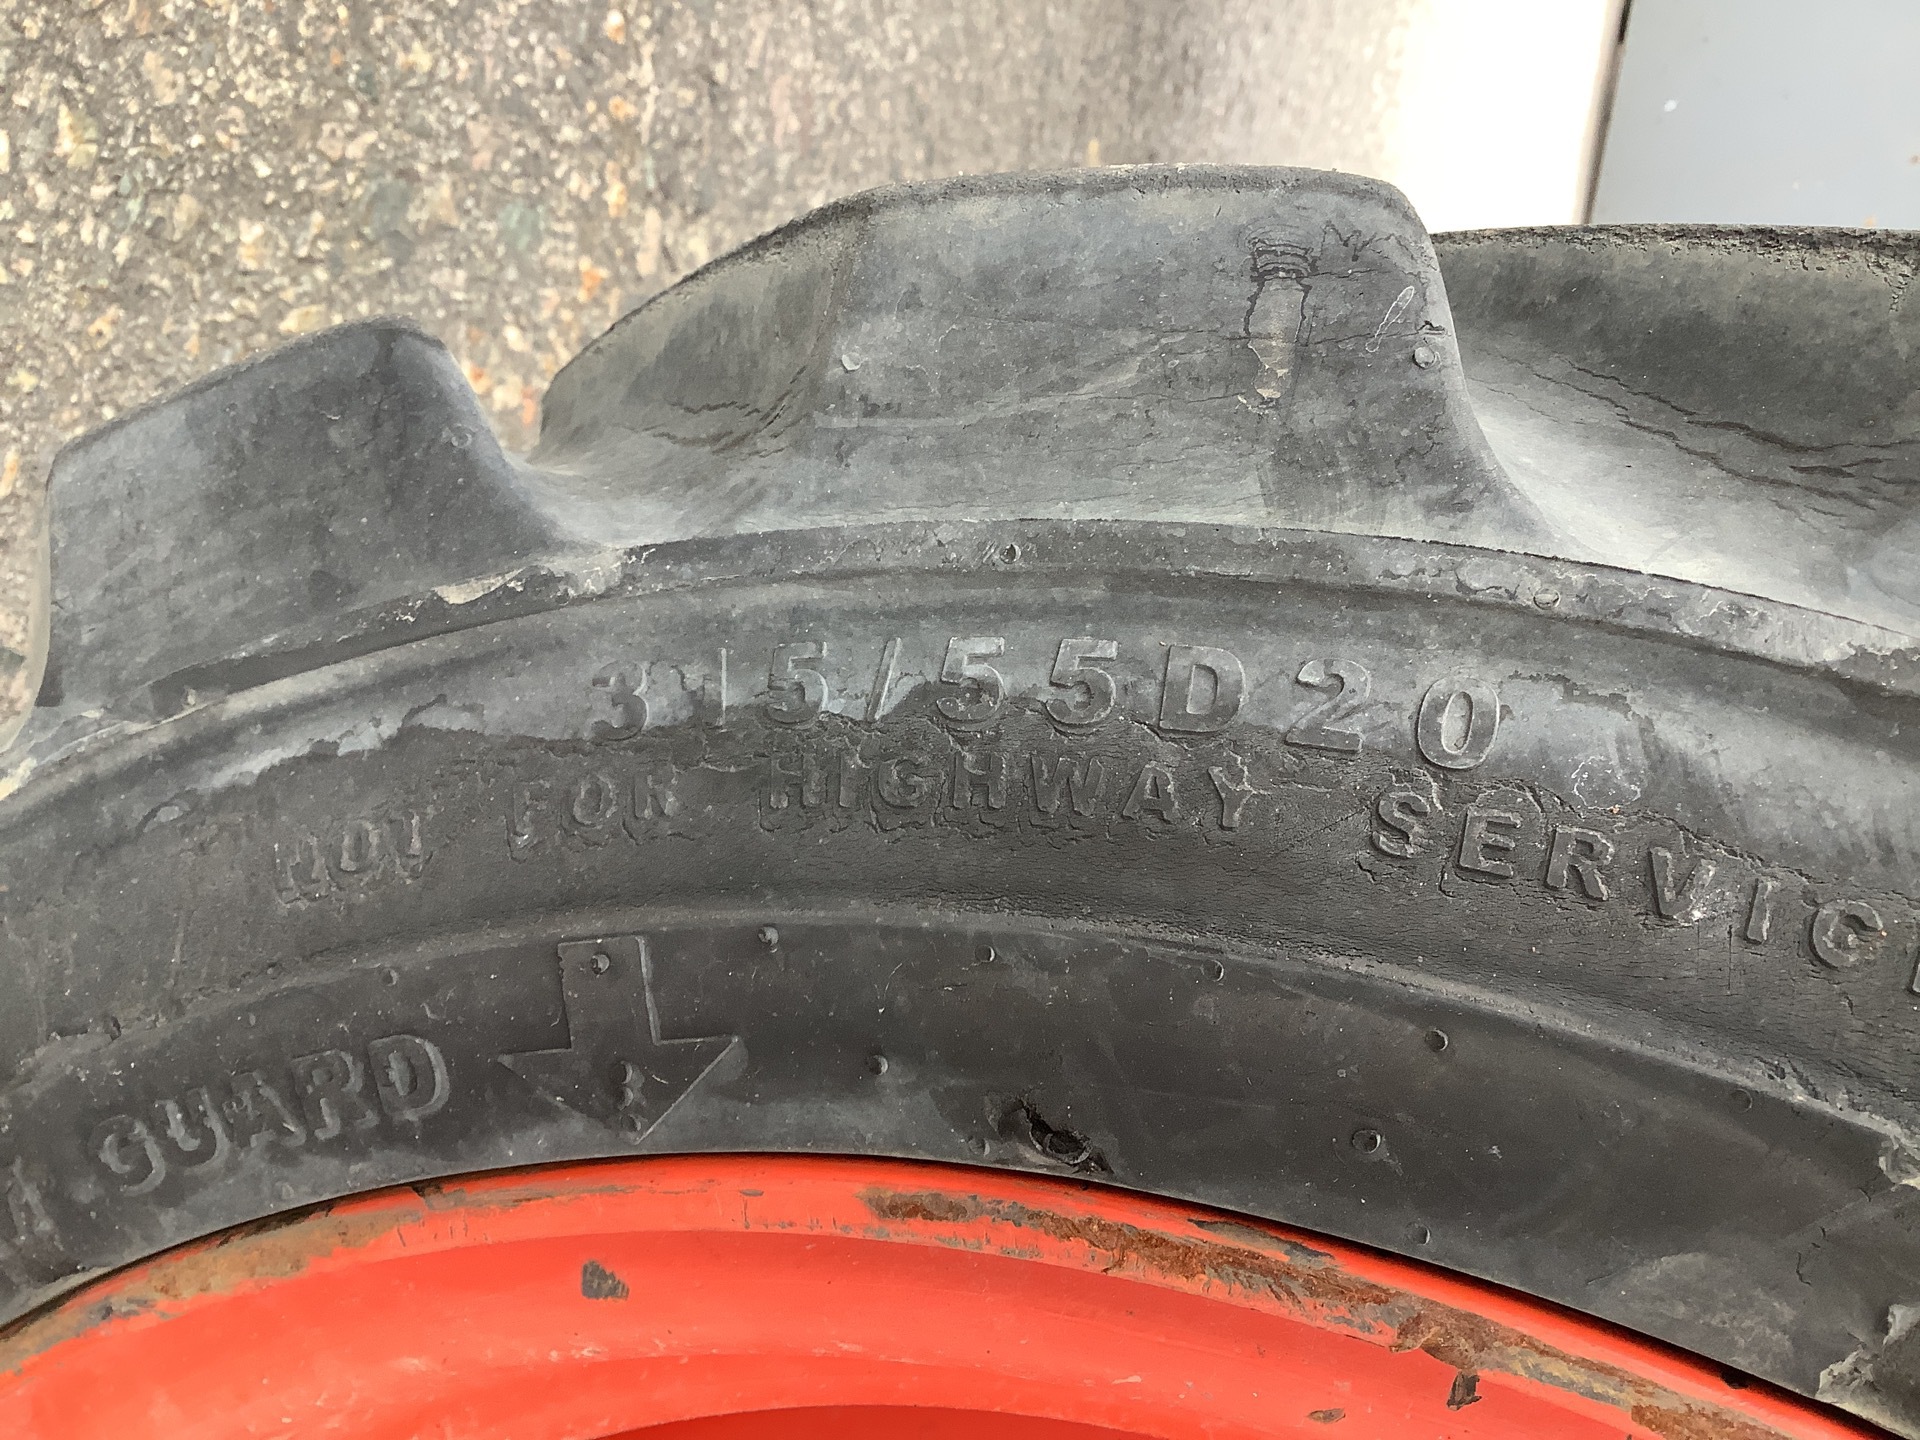 315/55D20
NOT FOR HIGHWAY SERVICE
GUARD